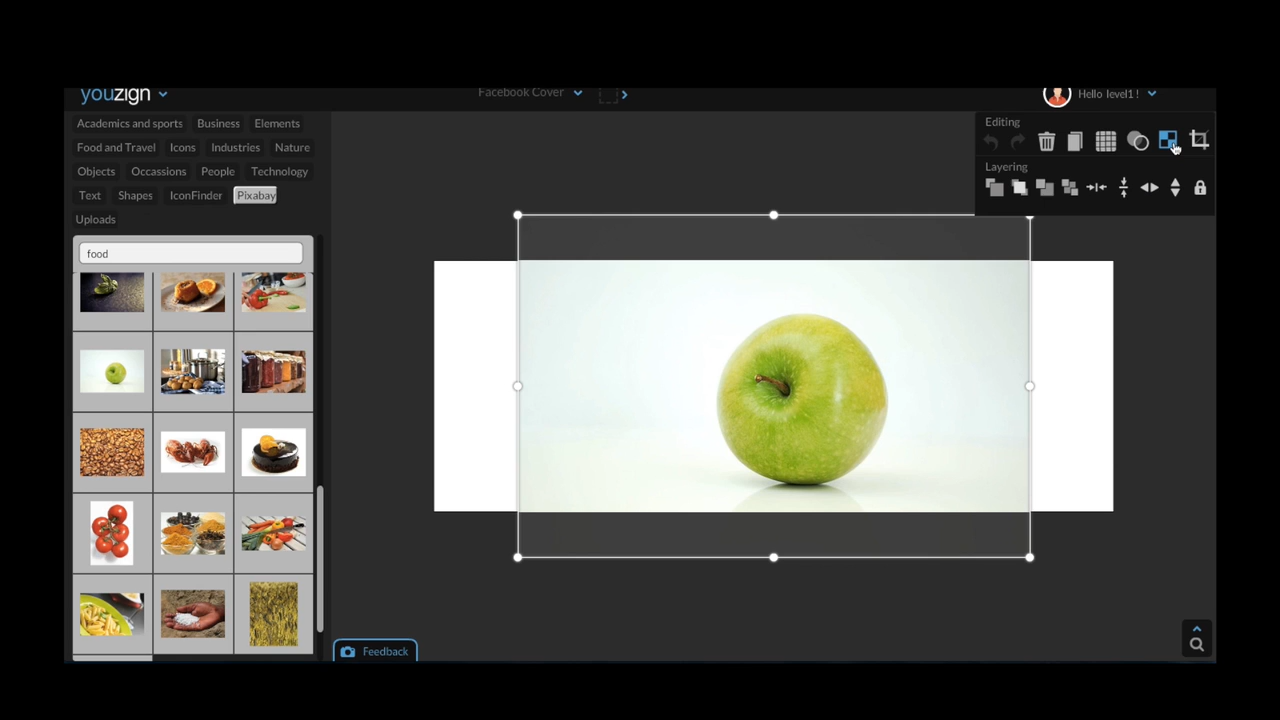 youzign
Facebook Cover
Hello level1 !
Academics and sports Business Elements
Food and Travel Icons Industries Nature
Objects Occassions People Technology
Text Shapes IconFinder Pixabay
Uploads
food
Editing
Layering
Feedback